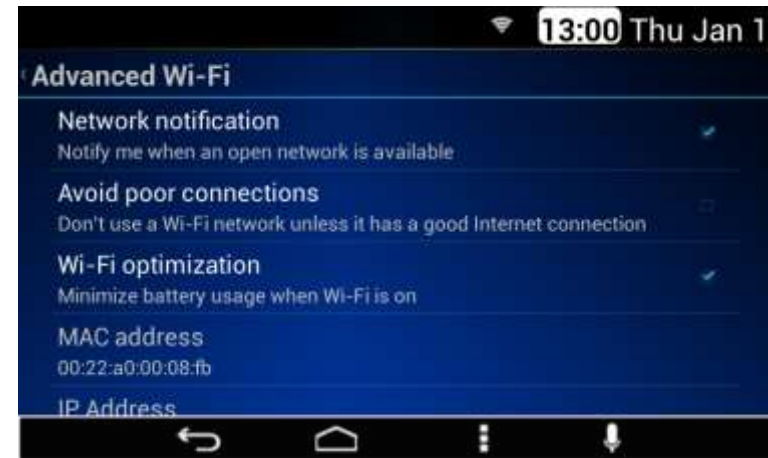 13:00 Thu Jan 1
Advanced Wi-Fi
Network notification
Notify me when an open network is available
Avoid poor connections
Don't use a Wi-Fi network unless it has a good Internet connection
Wi-Fi optimization
Minimize battery usage when Wi-Fi is on
MAC address
00:22:a0:00:08:fb
IP Address